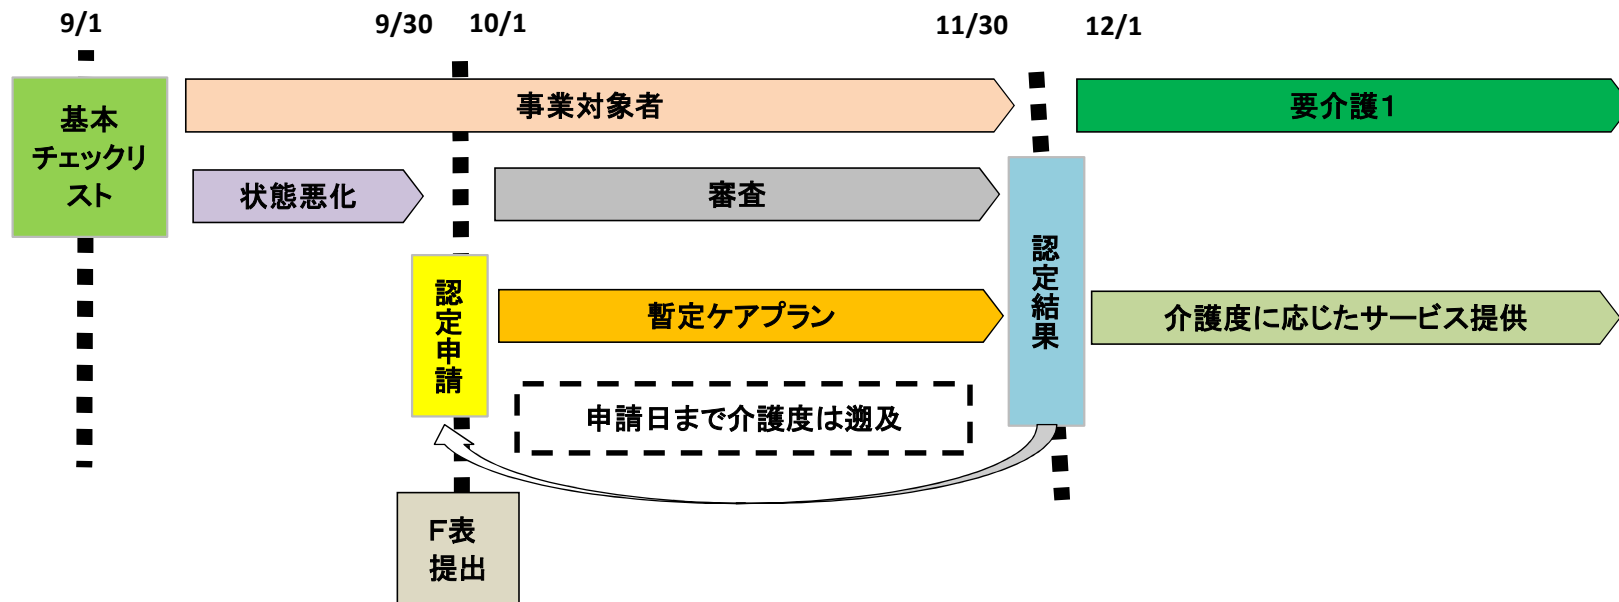 9/1
9/30
10/1
11/30
12/1
基本
チェックリ
スト
事業対象者
要介護1
状態悪化
審査
認定申請
暫定ケアプラン
認定結果
介護度に応じたサービス提供
申請日まで介護度は遡及
F表
提出